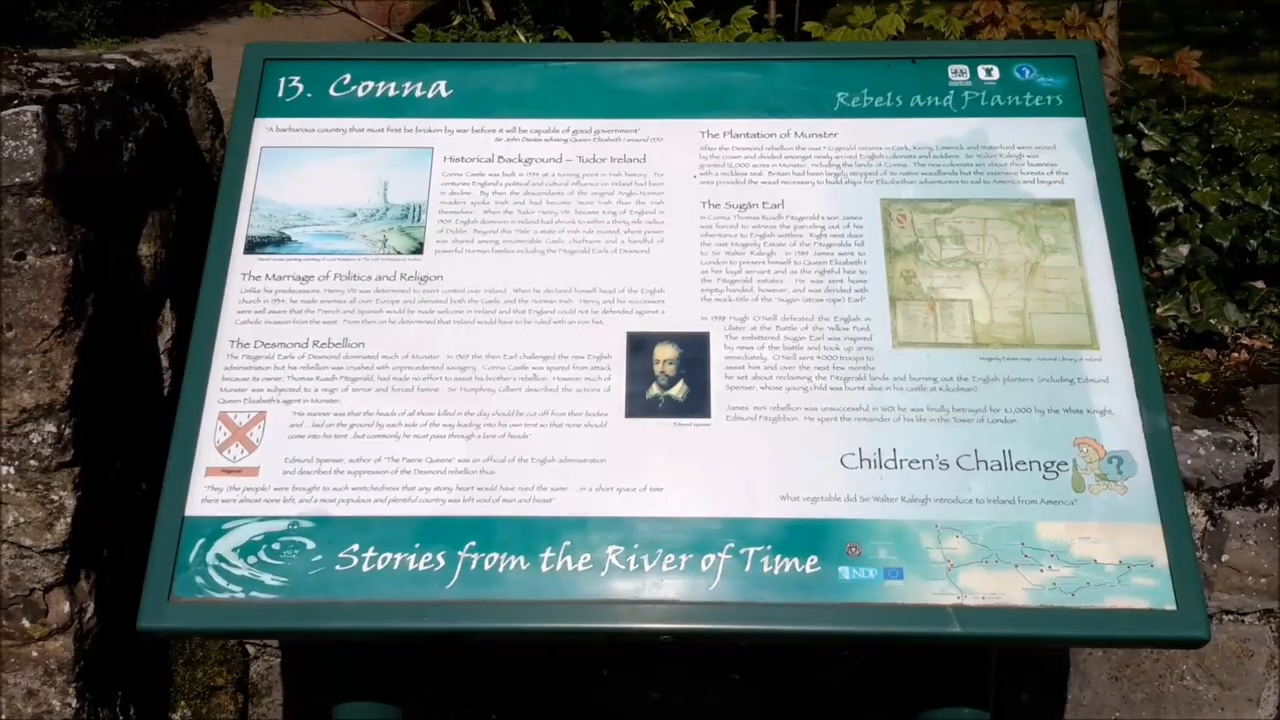 13. Conna
Rebels and Planters
"A barbarous country that must first be broken by war before it will be capable of good government"
Sir John Davies advising Queen Elizabeth I around 1570
Historical Background – Tudor Ireland
Conna Castle was built in 1554 at a turning point in Irish history. For
centuries England's political and cultural influence on Ireland had been
in decline. By then the descendants of the original Anglo-Norman
invaders spoke Irish and had become 'more Irish than the Irish
themselves'. When the Tudor Henry VIII became King of England in
1509, English dominion in Ireland had shrunk to within a thirty mile radius
of Dublin. Beyond this 'Pale' a state of Irish rule existed, where power
was shared among innumerable Gaelic chieftains and a handful of
powerful Norman families including the Fitzgerald Earls of Desmond.
The Marriage of Politics and Religion
Unlike his predecessors, Henry VIII was determined to exert control over Ireland. When he declared himself head of the English
church in 1534, he made enemies all over Europe and alienated both the Gaelic and the Norman Irish. Henry and his successors
were well aware that the French and Spanish would be made welcome in Ireland and that England could not be defended against a
Catholic invasion from the west. From then on he determined that Ireland would have to be ruled with an iron fist.
The Desmond Rebellion
The Fitzgerald Earls of Desmond dominated much of Munster. In 1569 the then Earl challenged the new English
administration but his rebellion was crushed with unprecedented savagery. Conna Castle was spared from attack
because its owner, Thomas Ruadh Fitzgerald, had made no effort to assist his brother's rebellion. However much of
Munster was subjected to a reign of terror and forced famine. Sir Humphrey Gilbert described the actions of
Queen Elizabeth's agent in Munster;
"His manner was that the heads of all those killed in the day should be cut off from their bodies
and ... laid on the ground by each side of the way leading into his own tent so that none should
come into his tent ...but commonly he must pass through a lane of heads"
Fitzgerald
Edmund Spenser, author of "The Faerie Queene" was an official of the English administration
and described the suppression of the Desmond rebellion thus:
"They (the people) were brought to such wretchedness that any stony heart would have rued the same ....in a short space of time
there were almost none left, and a most populous and plentiful country was left void of man and beast"
The Plantation of Munster
After the Desmond rebellion the vast Fitzgerald estates in Cork, Kerry, Limerick and Waterford were seized
by the crown and divided amongst newly arrived English colonists and soldiers. Sir Walter Raleigh was
granted 12,000 acres in Munster, including the lands of Conna. The new colonists set about their business
with a reckless zeal. Britain had been largely stripped of its native woodlands but the extensive forests of this
area provided the wood necessary to build ships for Elizabethan adventurers to sail to America and beyond.
The Sugán Earl
In Conna Thomas Ruadh Fitzgerald's son James
was forced to witness the parceling out of his
inheritance to English settlers. Right next door
the vast Mogeely Estate of the Fitzgeralds fell
to Sir Walter Raleigh. In 1589 James went to
London to present himself to Queen Elizabeth I
as her loyal servant and as the rightful heir to
the Fitzgerald estates. He was sent home
empty-handed, however, and was derided with
the mock-title of the "Sugán (straw rope) Earl".
Mogeely Estate map - National Library of Ireland
In 1598 Hugh O'Neill defeated the English in
Ulster at the Battle of the Yellow Ford.
The embittered Sugán Earl was inspired
by news of the battle and took up arms
immediately. O'Neill sent 4000 troops to
assist him and over the next few months
he set about reclaiming the Fitzgerald lands and burning out the English planters (including Edmund
Spenser, whose young child was burnt alive in his castle at Kilcolman)
Edmund Spenser
James' mini rebellion was unsuccessful in 1601 he was finally betrayed for £1,000 by the White Knight,
Edmund Fitzgibbon. He spent the remainder of his life in the Tower of London.
Children's Challenge
What vegetable did Sir Walter Raleigh introduce to Ireland from America?
Stories from the River of Time
NDP